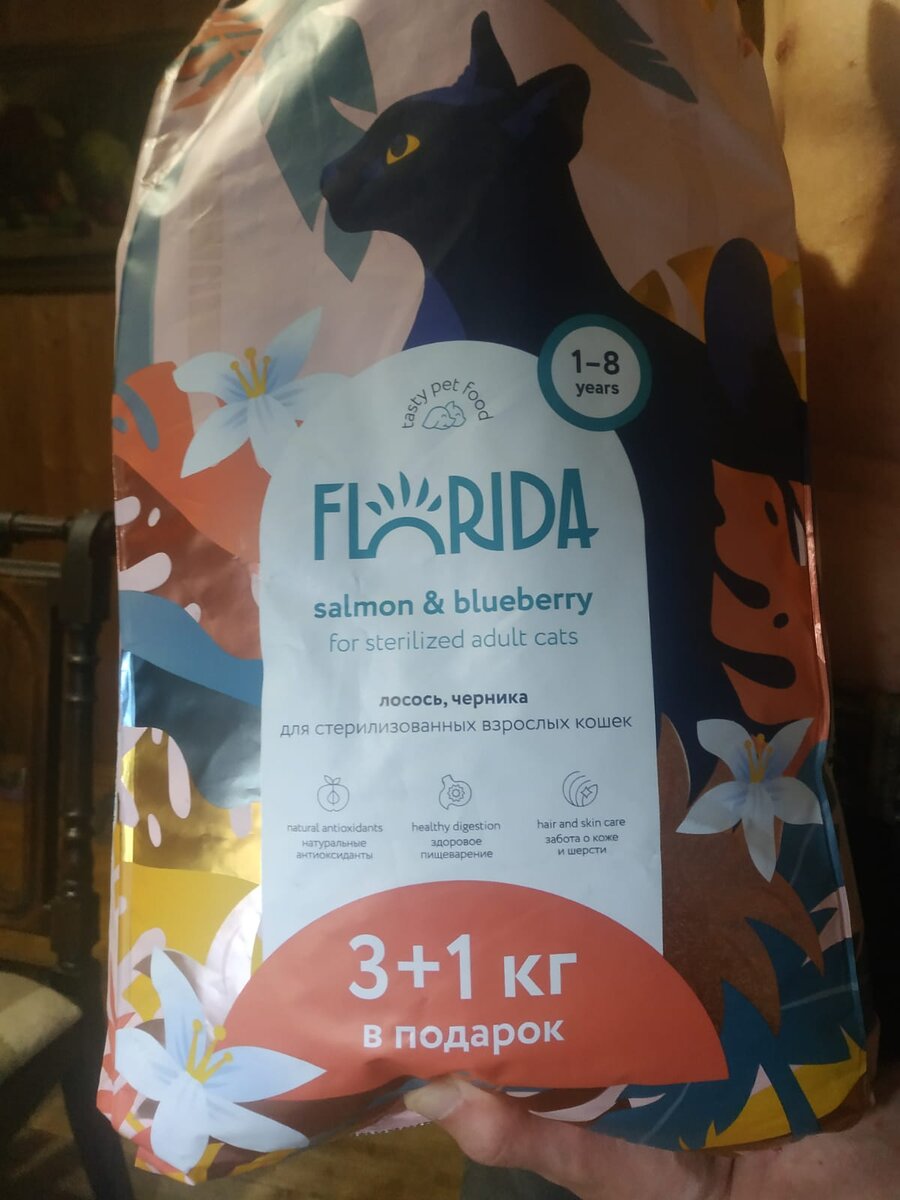 1–8
years
tasty pet food
FLORIDA
salmon & blueberry
for sterilized adult cats
лосось, черника
для стерилизованных взрослых кошек
natural antioxidants
натуральные
антиоксиданты
healthy digestion
здоровое
пищеварение
hair and skin care
забота о коже
и шерсти
3+1 кг
в подарок